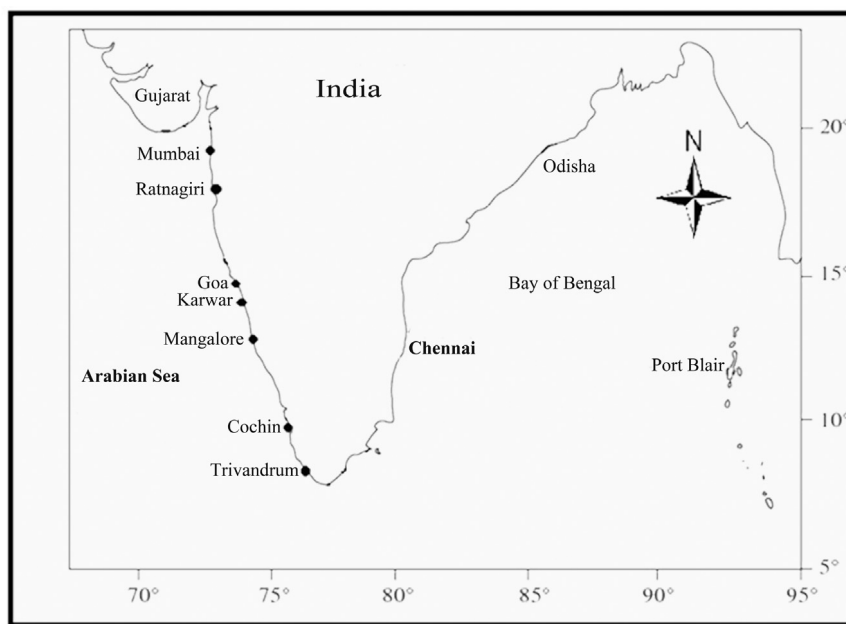 India
Gujarat
N
20°
Mumbai
Odisha
Ratnagiri
Goa
Bay of Bengal
15°
Karwar
Mangalore
Chennai
Port Blair
Arabian Sea
Cochin
10°
Trivandrum
5°
70°
75°
80°
85°
90°
95°